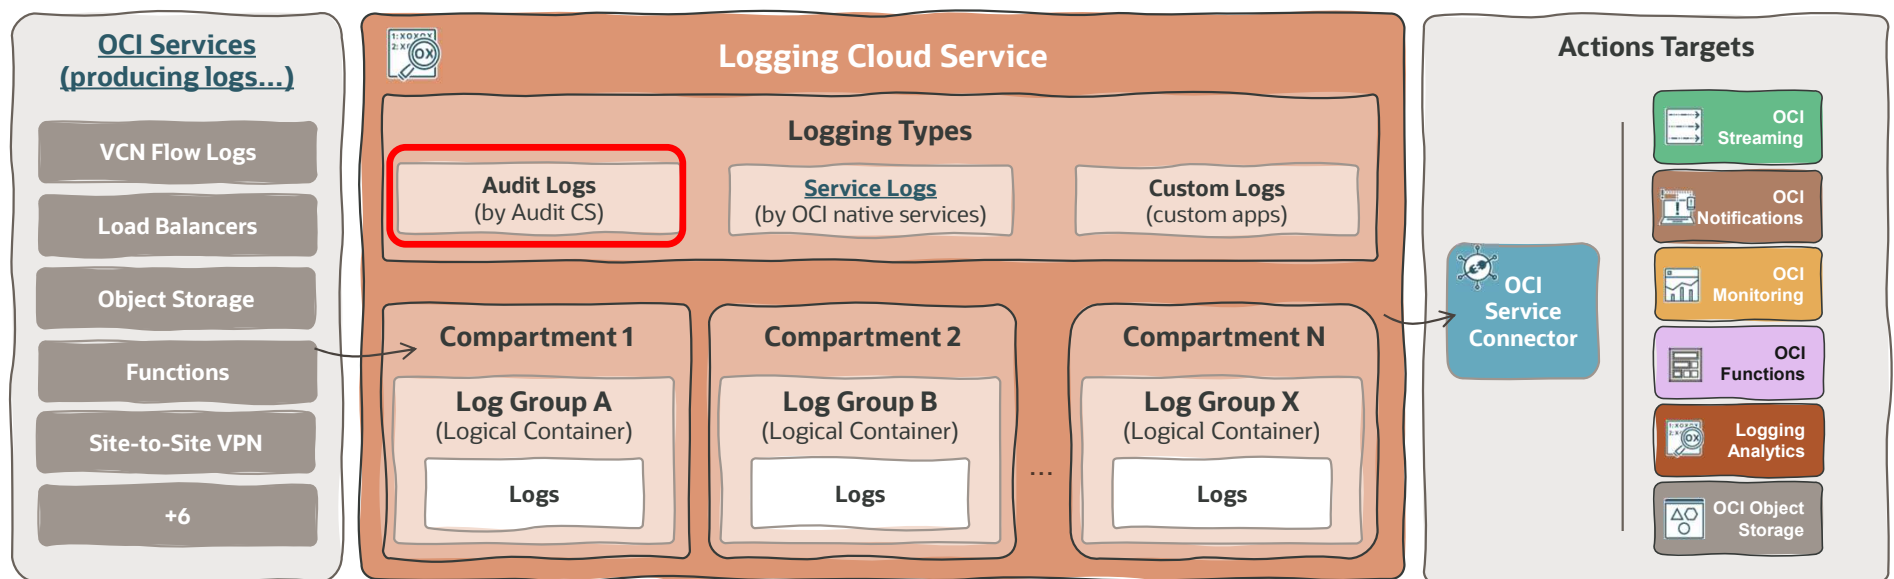 OCI Services
(producing logs...)
VCN Flow Logs
Load Balancers
Object Storage
Functions
Site-to-Site VPN
+6
Logging Cloud Service
Logging Types
Audit Logs
(by Audit CS)
Service Logs
(by OCI native services)
Custom Logs
(custom apps)
Compartment 1
Log Group A
(Logical Container)
Logs
Compartment 2
Log Group B
(Logical Container)
Logs
...
Compartment N
Log Group X
(Logical Container)
Logs
Actions Targets
OCI
Service
Connector
OCI
Streaming
OCI
Notifications
OCI
Monitoring
OCI
Functions
Logging
Analytics
OCI Object
Storage